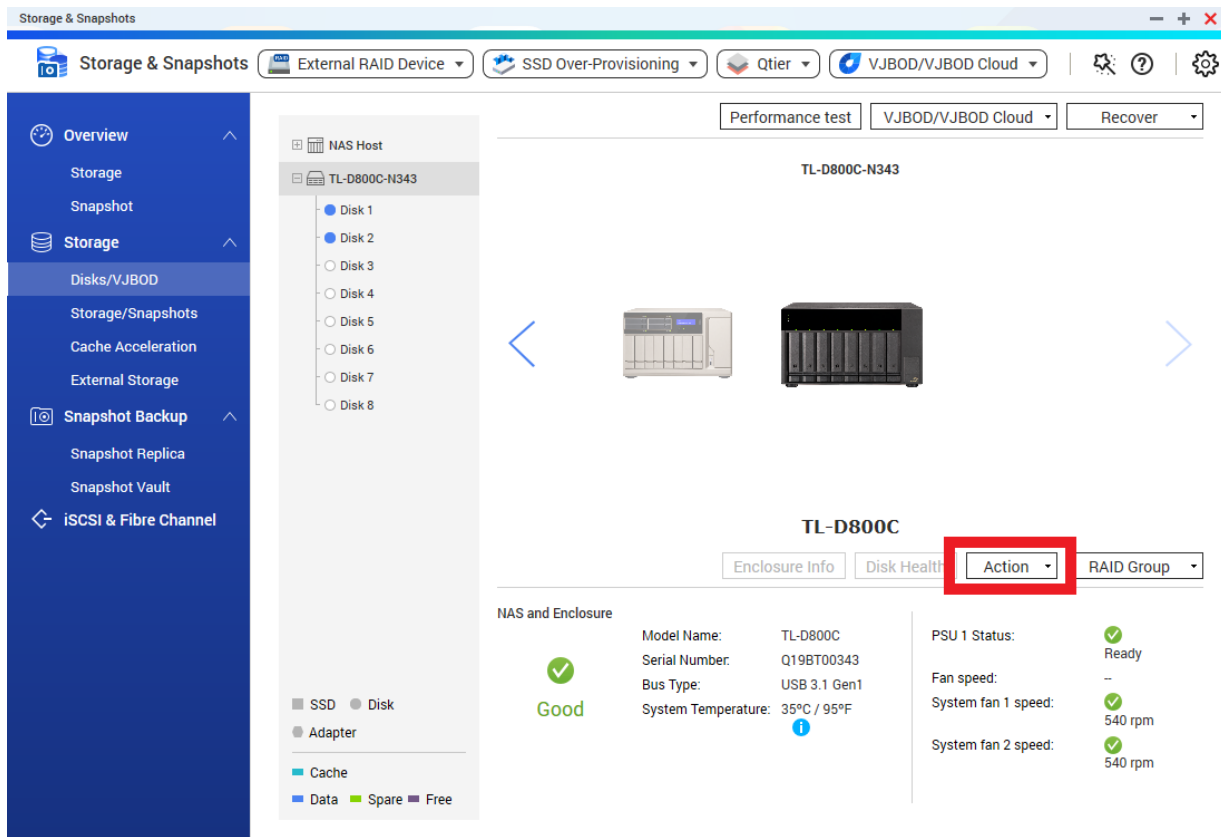 Storage & Snapshots
Storage & Snapshots
External RAID Device
SSD Over-Provisioning
Qtier
VJBOD/VJBOD Cloud
Overview
Storage
Snapshot
Storage
Disks/VJBOD
Storage/Snapshots
Cache Acceleration
External Storage
Snapshot Backup
Snapshot Replica
Snapshot Vault
iSCSI & Fibre Channel
NAS Host
TL-D800C-N343
Disk 1
Disk 2
Disk 3
Disk 4
Disk 5
Disk 6
Disk 7
Disk 8
SSD Disk
Adapter
Cache
Data Spare Free
Performance test VJBOD/VJBOD Cloud Recover
TL-D800C-N343
TL-D800C
Enclosure Info Disk Health Action RAID Group
NAS and Enclosure
Good
Model Name: TL-D800C
Serial Number: Q19BT00343
Bus Type: USB 3.1 Gen1
System Temperature: 35ºC / 95ºF
PSU 1 Status: Ready
Fan speed: --
System fan 1 speed: 540 rpm
System fan 2 speed: 540 rpm